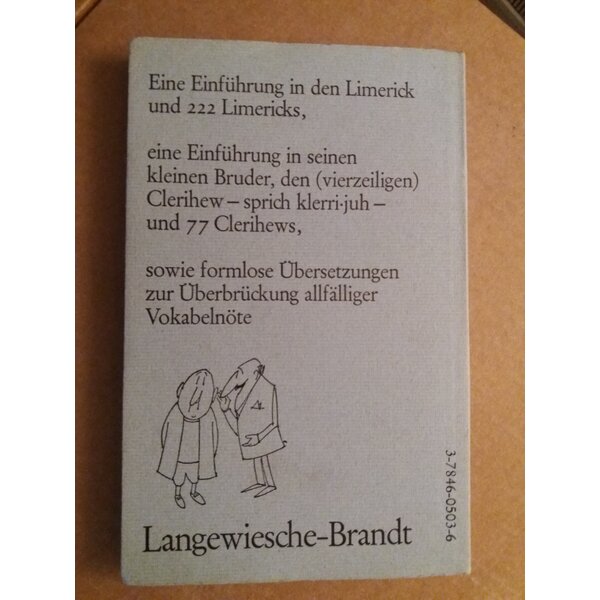 Eine Einführung in den Limerick
und 222 Limericks,
eine Einführung in seinen
kleinen Bruder, den (vierzeiligen)
Clerihew – sprich klerri·juh –
und 77 Clerihews,
sowie formlose Übersetzungen
zur Überbrückung allfälliger
Vokabelnöte
3-7846-0503-6
Langewiesche-Brandt